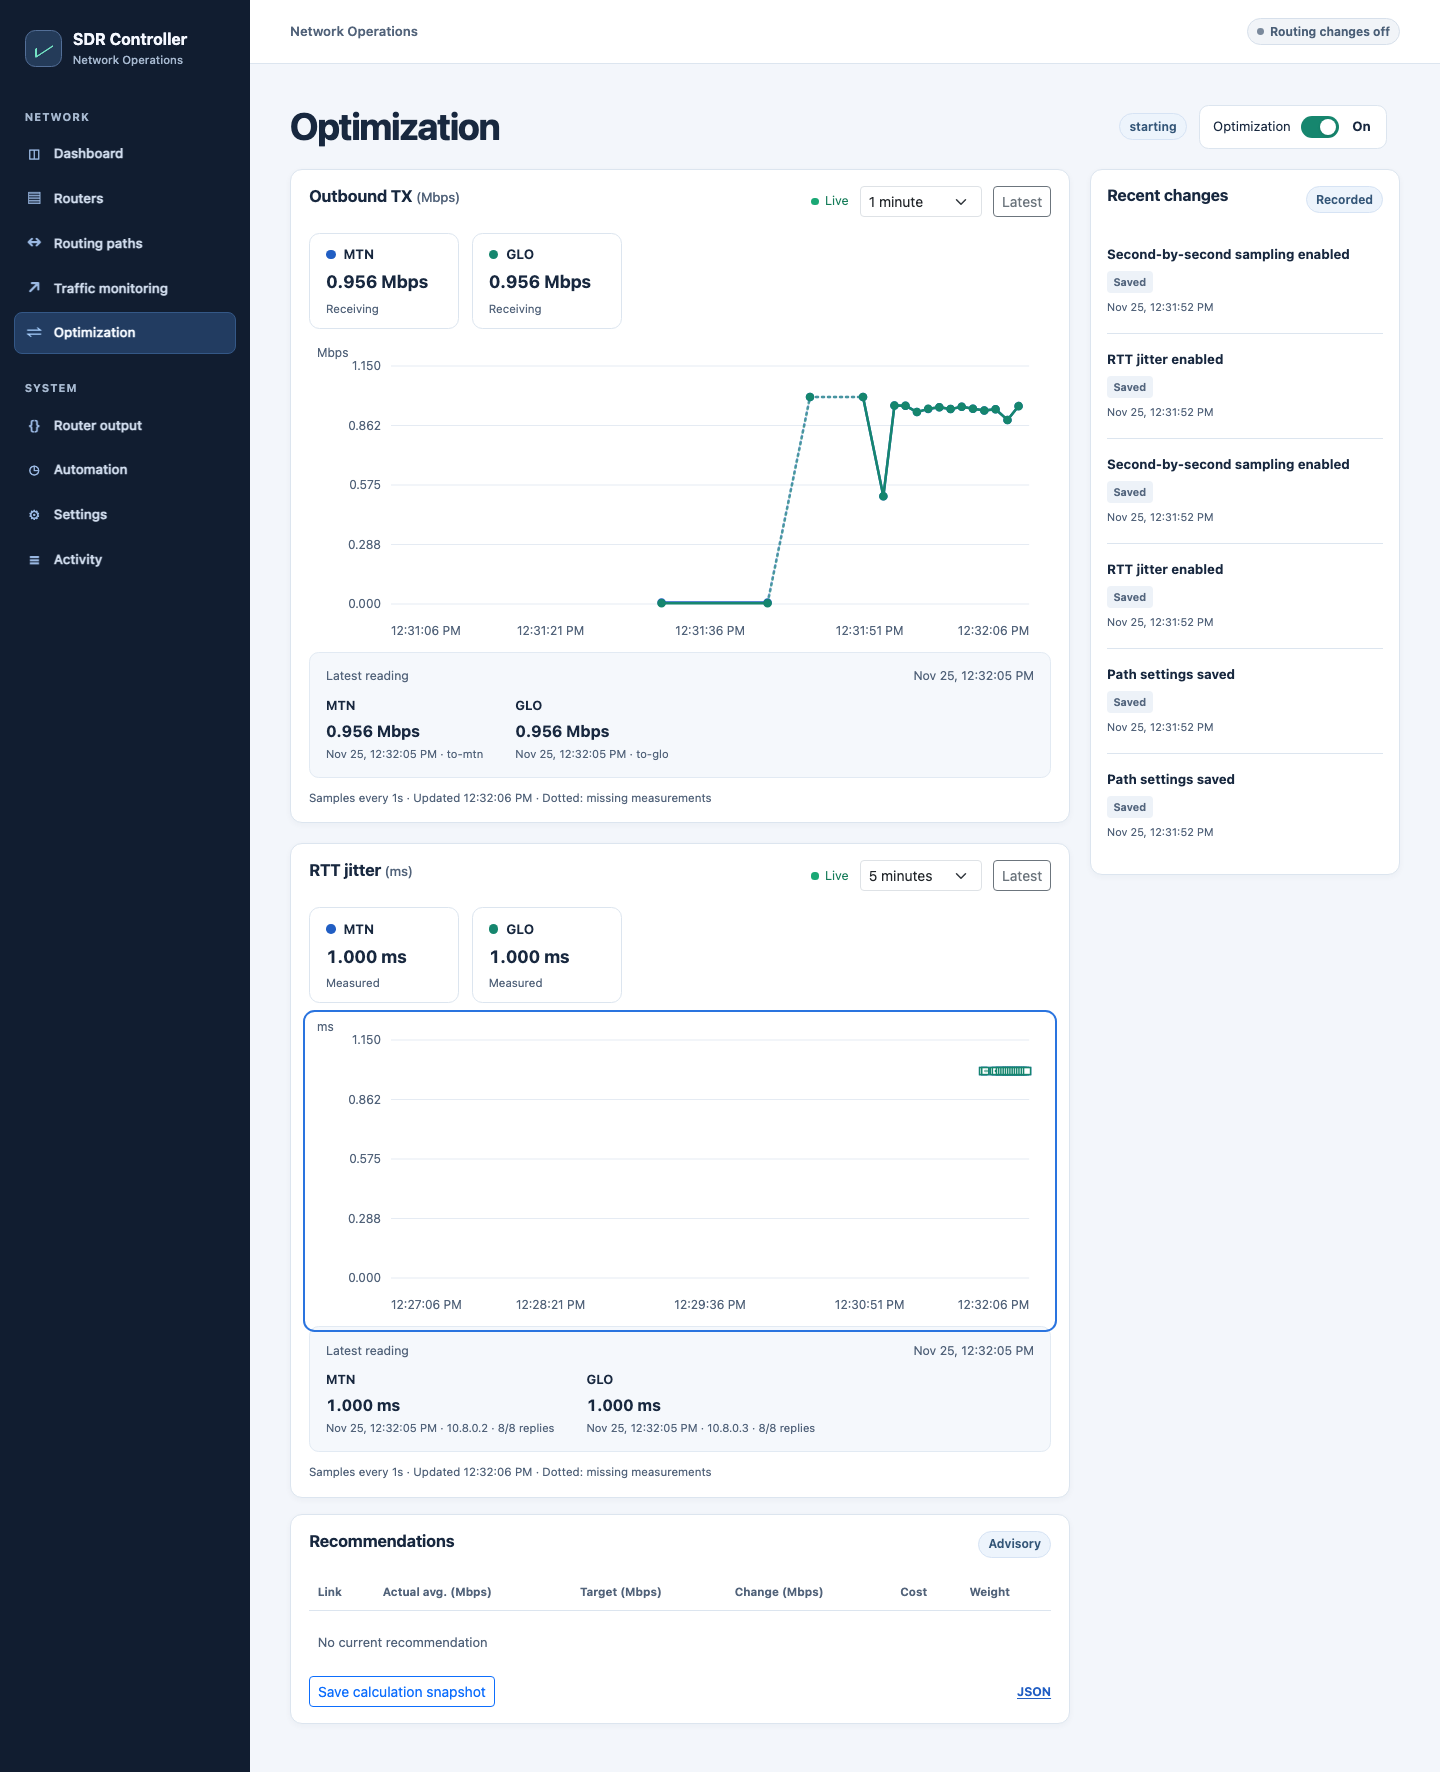 SDR Controller
Network Operations
NETWORK
Dashboard
Routers
Routing paths
Traffic monitoring
Optimization
SYSTEM
Router output
Automation
Settings
Activity
Network Operations
Routing changes off
Optimization
starting
Optimization On
Outbound TX (Mbps)
Live
1 minute
Latest
MTN
0.956 Mbps
Receiving
GLO
0.956 Mbps
Receiving
Mbps
1.150
0.862
0.575
0.288
0.000
12:31:06 PM 12:31:21 PM 12:31:36 PM 12:31:51 PM 12:32:06 PM
Latest reading Nov 25, 12:32:05 PM
MTN
0.956 Mbps
Nov 25, 12:32:05 PM · to-mtn
GLO
0.956 Mbps
Nov 25, 12:32:05 PM · to-glo
Samples every 1s · Updated 12:32:06 PM · Dotted: missing measurements
RTT jitter (ms)
Live
5 minutes
Latest
MTN
1.000 ms
Measured
GLO
1.000 ms
Measured
ms
1.150
0.862
0.575
0.288
0.000
12:27:06 PM 12:28:21 PM 12:29:36 PM 12:30:51 PM 12:32:06 PM
Latest reading Nov 25, 12:32:05 PM
MTN
1.000 ms
Nov 25, 12:32:05 PM · 10.8.0.2 · 8/8 replies
GLO
1.000 ms
Nov 25, 12:32:05 PM · 10.8.0.3 · 8/8 replies
Samples every 1s · Updated 12:32:06 PM · Dotted: missing measurements
Recommendations
Advisory
Link Actual avg. (Mbps) Target (Mbps) Change (Mbps) Cost Weight
No current recommendation
Save calculation snapshot
JSON
Recent changes
Recorded
Second-by-second sampling enabled
Saved
Nov 25, 12:31:52 PM
RTT jitter enabled
Saved
Nov 25, 12:31:52 PM
Second-by-second sampling enabled
Saved
Nov 25, 12:31:52 PM
RTT jitter enabled
Saved
Nov 25, 12:31:52 PM
Path settings saved
Saved
Nov 25, 12:31:52 PM
Path settings saved
Saved
Nov 25, 12:31:52 PM